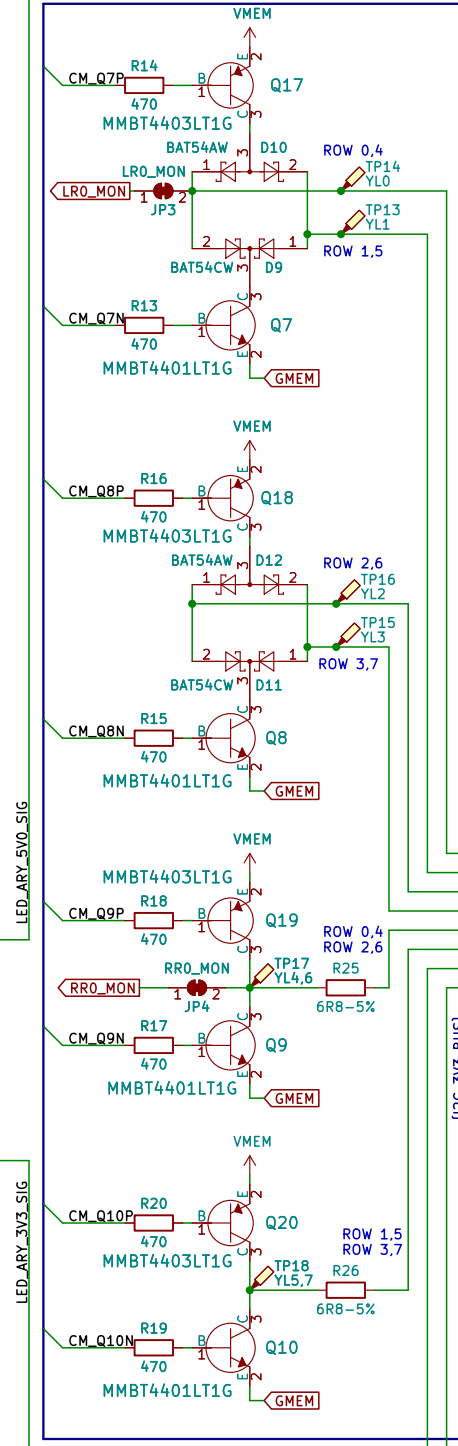 VMEM
E
2
R14
CM_Q7P
B
1
Q17
470
C
3
MMBT4403LT1G
BAT54AW
3
D10
ROW 0,4
LR0_MON
1
2
TP14
YL0
LR0_MON
1
2
JP3
TP13
YL1
2
1
ROW 1,5
BAT54CW
3
D9
R13
C
3
CM_Q7N
B
1
Q7
470
MMBT4401LT1G
E
2
GMEM
VMEM
E
2
R16
CM_Q8P
B
1
Q18
470
C
3
MMBT4403LT1G
BAT54AW
3
D12
ROW 2,6
1
2
TP16
YL2
TP15
YL3
2
1
ROW 3,7
BAT54CW
3
D11
R15
C
3
CM_Q8N
B
1
Q8
470
MMBT4401LT1G
E
2
GMEM
LED_ARY_5V0_SIG
VMEM
MMBT4403LT1G
E
2
R18
CM_Q9P
B
1
Q19
470
C
3
ROW 0,4
ROW 2,6
RR0_MON
TP17
YL4,6
R25
RR0_MON
1
2
JP4
6R8-5%
R17
C
3
CM_Q9N
B
1
Q9
470
MMBT4401LT1G
E
2
GMEM
VMEM
LED_ARY_3V3_SIG
E
2
R20
CM_Q10P
B
1
Q20
470
C
3
MMBT4403LT1G
ROW 1,5
ROW 3,7
TP18
YL5,7
R26
6R8-5%
R19
C
3
CM_Q10N
B
1
Q10
470
MMBT4401LT1G
E
2
GMEM